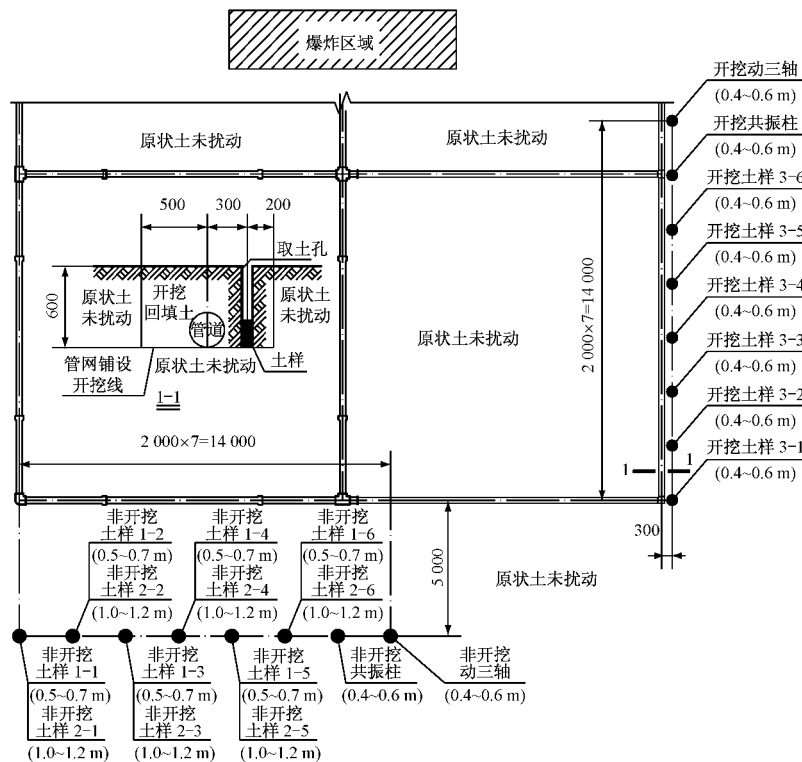 爆炸区域
原状土未扰动
原状土未扰动
开挖动三轴
(0.4~0.6 m)
开挖共振柱
(0.4~0.6 m)
开挖土样 3-6
(0.4~0.6 m)
开挖土样 3-5
(0.4~0.6 m)
开挖土样 3-4
(0.4~0.6 m)
开挖土样 3-3
(0.4~0.6 m)
开挖土样 3-2
(0.4~0.6 m)
开挖土样 3-1
(0.4~0.6 m)
2 000×7=14 000
500
300
200
取土孔
600
原状土
未扰动
开挖
回填土
管道
原状土
未扰动
管网铺设
开挖线
原状土未扰动
土样
1-1
原状土未扰动
2 000×7=14 000
1
1
300
5 000
原状土未扰动
非开挖
土样 1-2
(0.5~0.7 m)
非开挖
土样 2-2
(1.0~1.2 m)
非开挖
土样 1-4
(0.5~0.7 m)
非开挖
土样 2-4
(1.0~1.2 m)
非开挖
土样 1-6
(0.5~0.7 m)
非开挖
土样 2-6
(1.0~1.2 m)
非开挖
土样 1-1
(0.5~0.7 m)
非开挖
土样 2-1
(1.0~1.2 m)
非开挖
土样 1-3
(0.5~0.7 m)
非开挖
土样 2-3
(1.0~1.2 m)
非开挖
土样 1-5
(0.5~0.7 m)
非开挖
土样 2-5
(1.0~1.2 m)
非开挖
共振柱
(0.4~0.6 m)
非开挖
动三轴
(0.4~0.6 m)